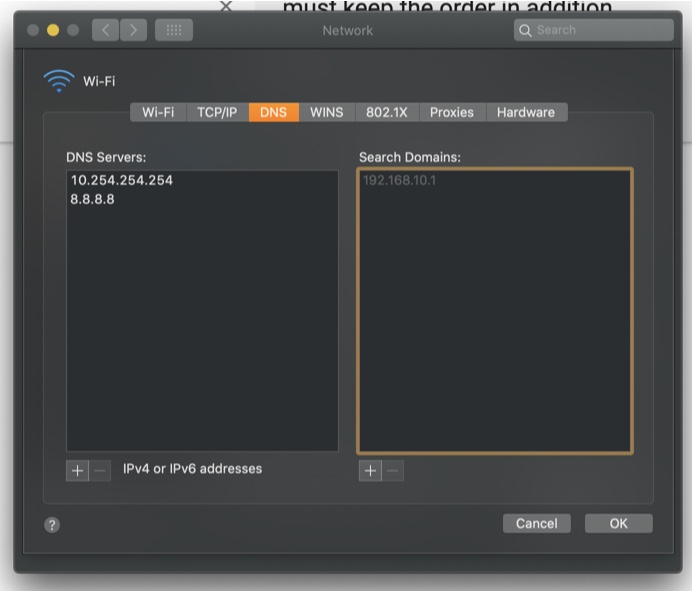 must keep the order in addition
Network
Search
Wi-Fi
Wi-Fi TCP/IP DNS WINS 802.1X Proxies Hardware
DNS Servers:
Search Domains:
10.254.254.254
192.168.10.1
8.8.8.8
+ − IPv4 or IPv6 addresses
+ −
?
Cancel
OK